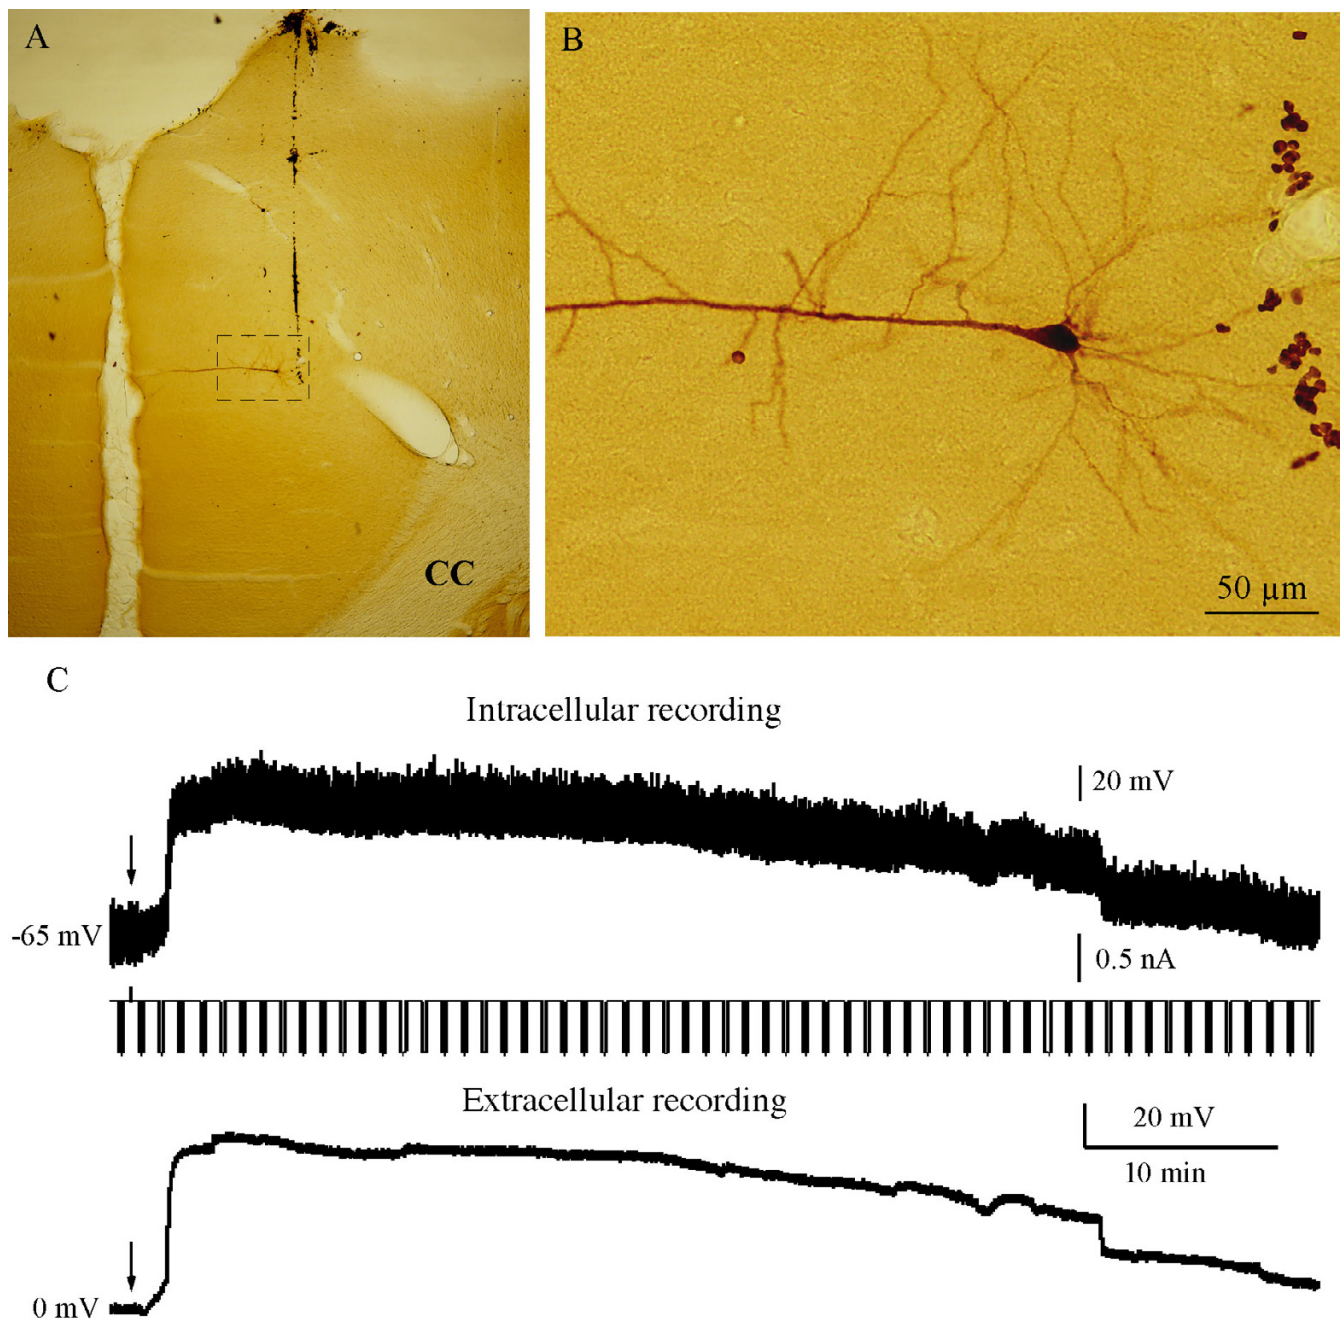 A
B
CC
50 µm
C
Intracellular recording
20 mV
-65 mV
0.5 nA
Extracellular recording
20 mV
10 min
0 mV